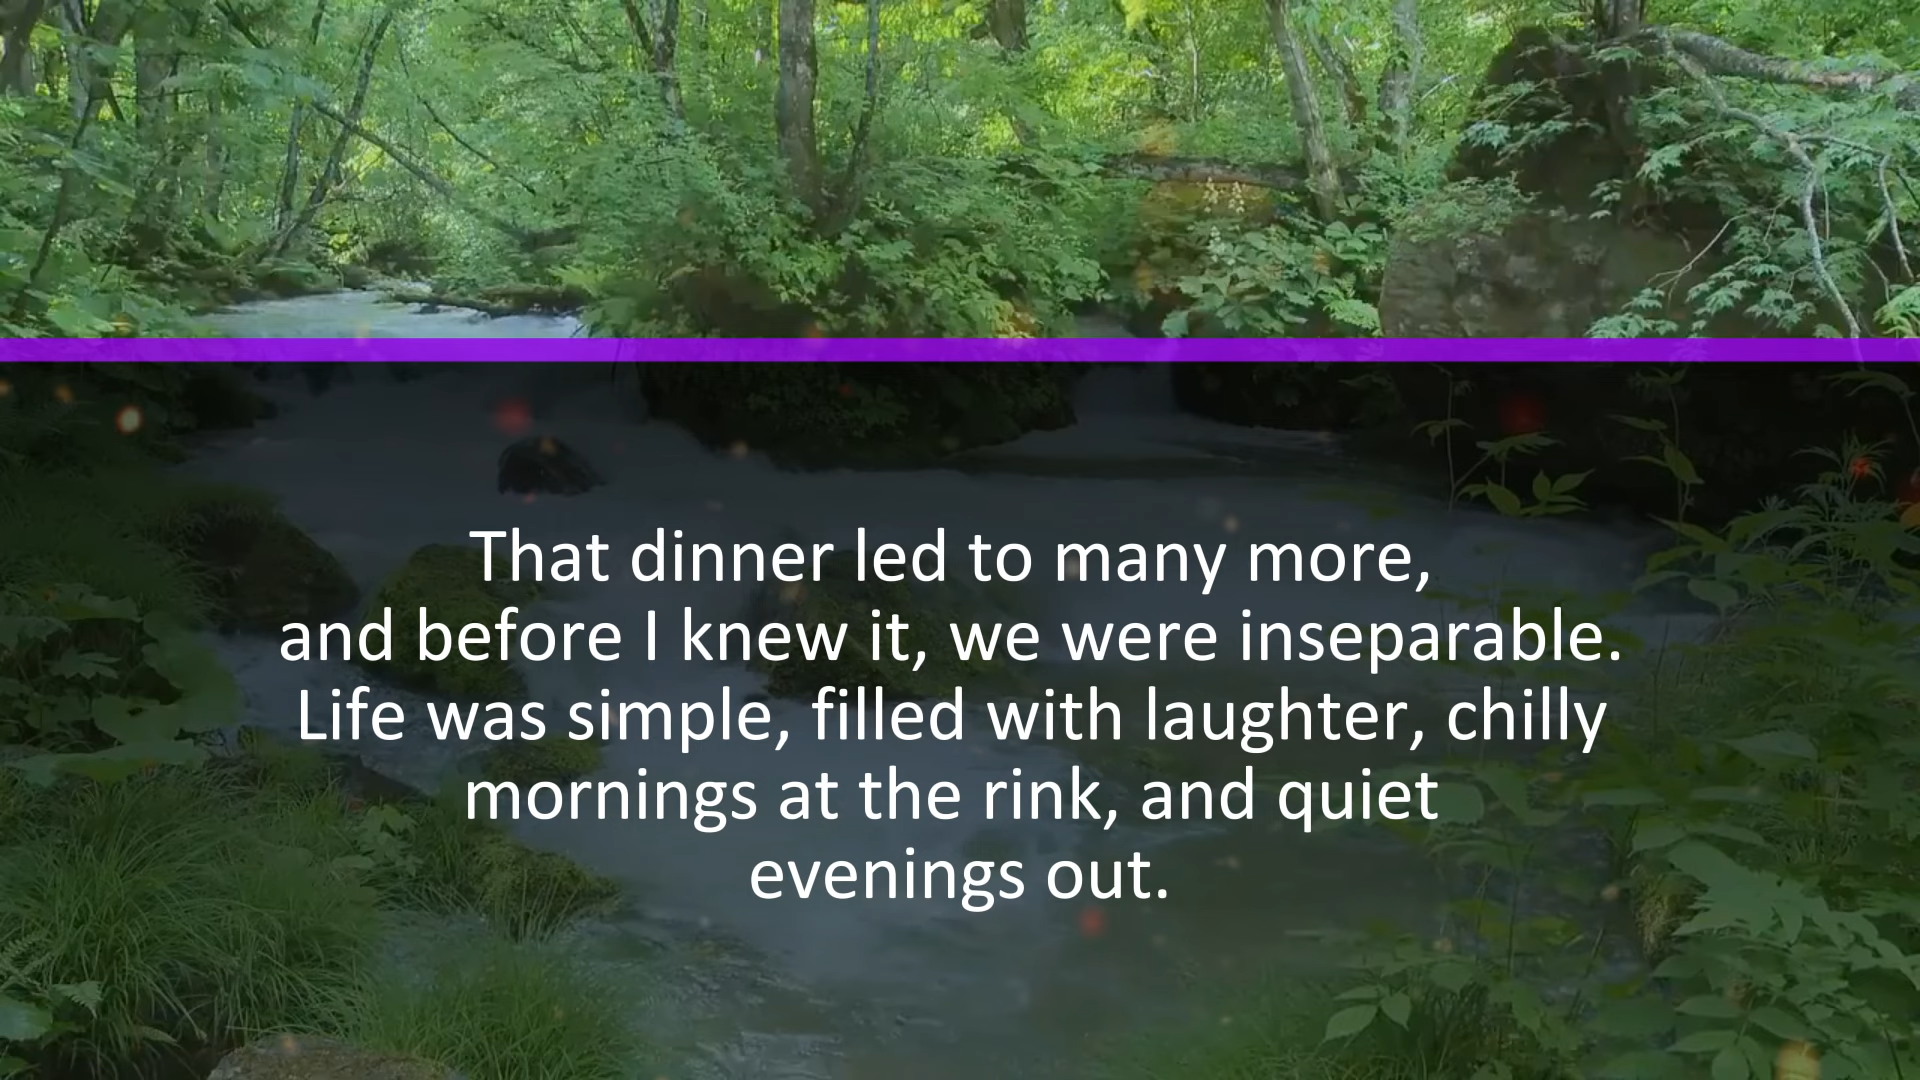 That dinner led to many more,
and before I knew it, we were inseparable.
Life was simple, filled with laughter, chilly
mornings at the rink, and quiet
evenings out.